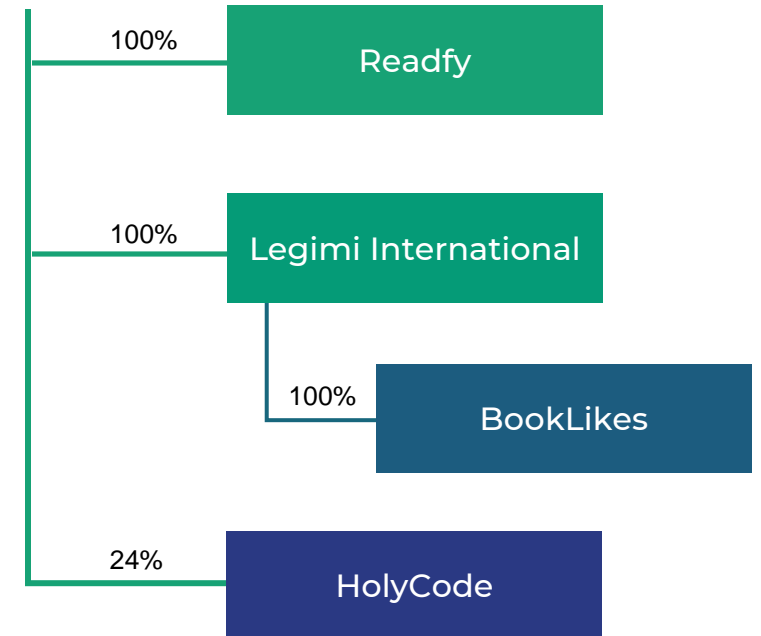 100%
Readfy
100%
Legimi International
100%
BookLikes
24%
HolyCode